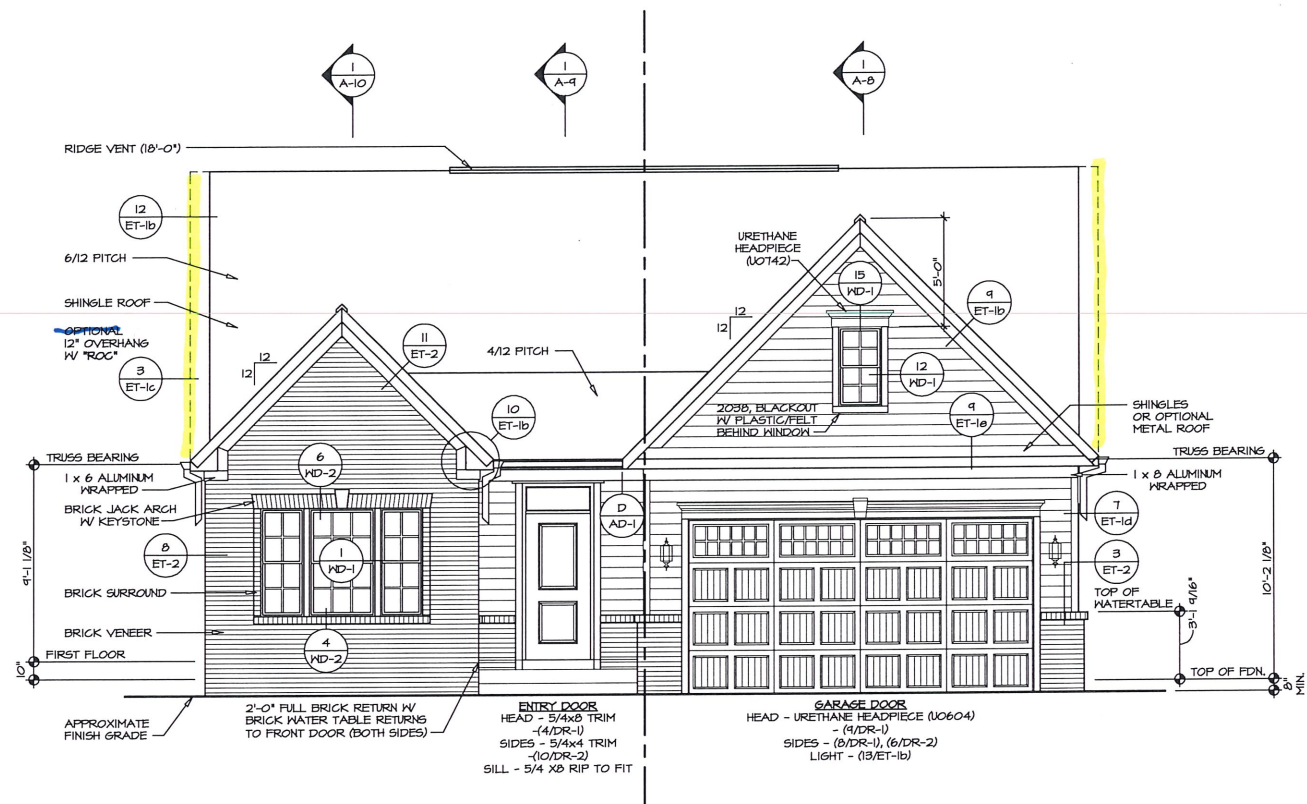 1
A-10
1
A-9
1
A-8
RIDGE VENT (18'-0")
12
ET-1b
6/12 PITCH
SHINGLE ROOF
OPTIONAL
12" OVERHANG
W/ "ROC"
3
ET-1c
12
12
11
ET-2
4/12 PITCH
10
ET-1b
URETHANE
HEADPIECE
(U0742)
15
WD-1
5'-0"
9
ET-1b
12
12
12
WD-1
2038, BLACKOUT
W/ PLASTIC/FELT
BEHIND WINDOW
9
ET-1e
SHINGLES
OR OPTIONAL
METAL ROOF
TRUSS BEARING
1 x 6 ALUMINUM
WRAPPED
BRICK JACK ARCH
W/ KEYSTONE
6
WD-2
8
ET-2
1
WD-1
BRICK SURROUND
BRICK VENEER
4
WD-2
FIRST FLOOR
9'-1 1/8"
10"
APPROXIMATE
FINISH GRADE
D
AD-1
TRUSS BEARING
1 x 8 ALUMINUM
WRAPPED
7
ET-1d
3
ET-2
TOP OF
WATERTABLE
3'-1 9/16"
10'-2 1/8"
TOP OF FDN.
8"
MIN.
2'-0" FULL BRICK RETURN W/
BRICK WATER TABLE RETURNS
TO FRONT DOOR (BOTH SIDES)
ENTRY DOOR
HEAD - 5/4x8 TRIM
-(4/DR-1)
SIDES - 5/4x4 TRIM
-(10/DR-2)
SILL - 5/4 X8 RIP TO FIT
GARAGE DOOR
HEAD - URETHANE HEADPIECE (U0604)
- (9/DR-1)
SIDES - (8/DR-1), (6/DR-2)
LIGHT - (13/ET-1b)